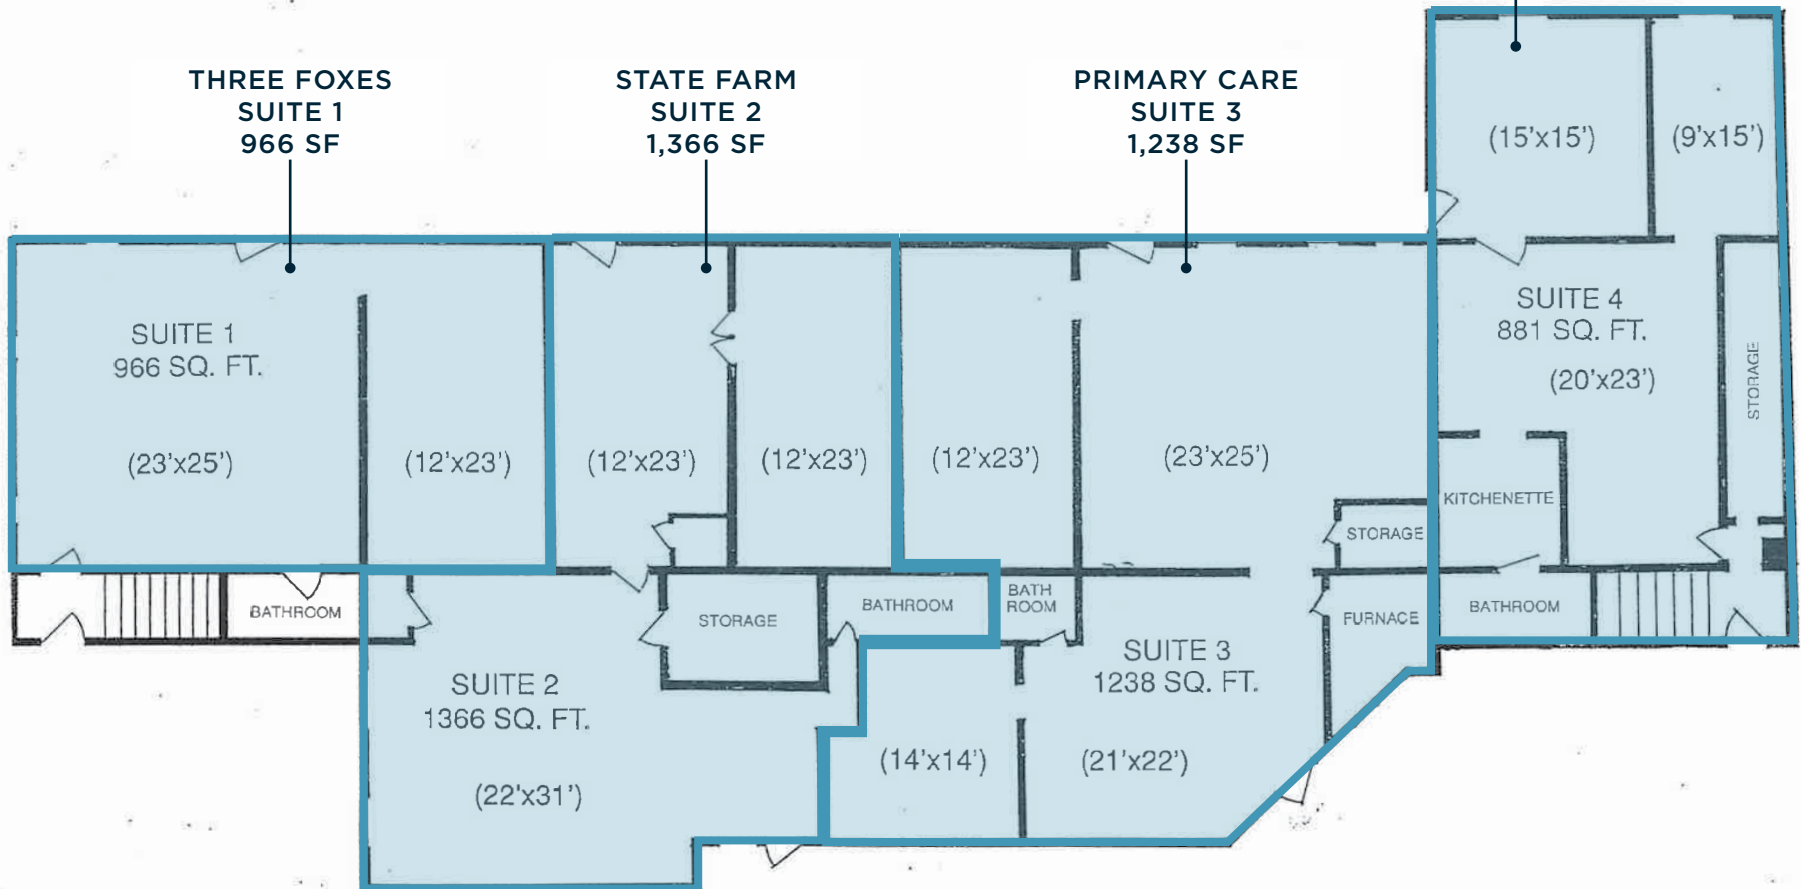 THREE FOXES
SUITE 1
966 SF
STATE FARM
SUITE 2
1,366 SF
PRIMARY CARE
SUITE 3
1,238 SF
(15'x15')
(9'x15')
SUITE 1
966 SQ. FT.
(23'x25')
(12'x23')
(12'x23')
(12'x23')
(12'x23')
(23'x25')
SUITE 4
881 SQ. FT.
(20'x23')
STORAGE
KITCHENETTE
STORAGE
BATHROOM
STORAGE
BATHROOM
BATH
ROOM
FURNACE
BATHROOM
SUITE 2
1366 SQ. FT.
(22'x31')
SUITE 3
1238 SQ. FT.
(14'x14')
(21'x22')